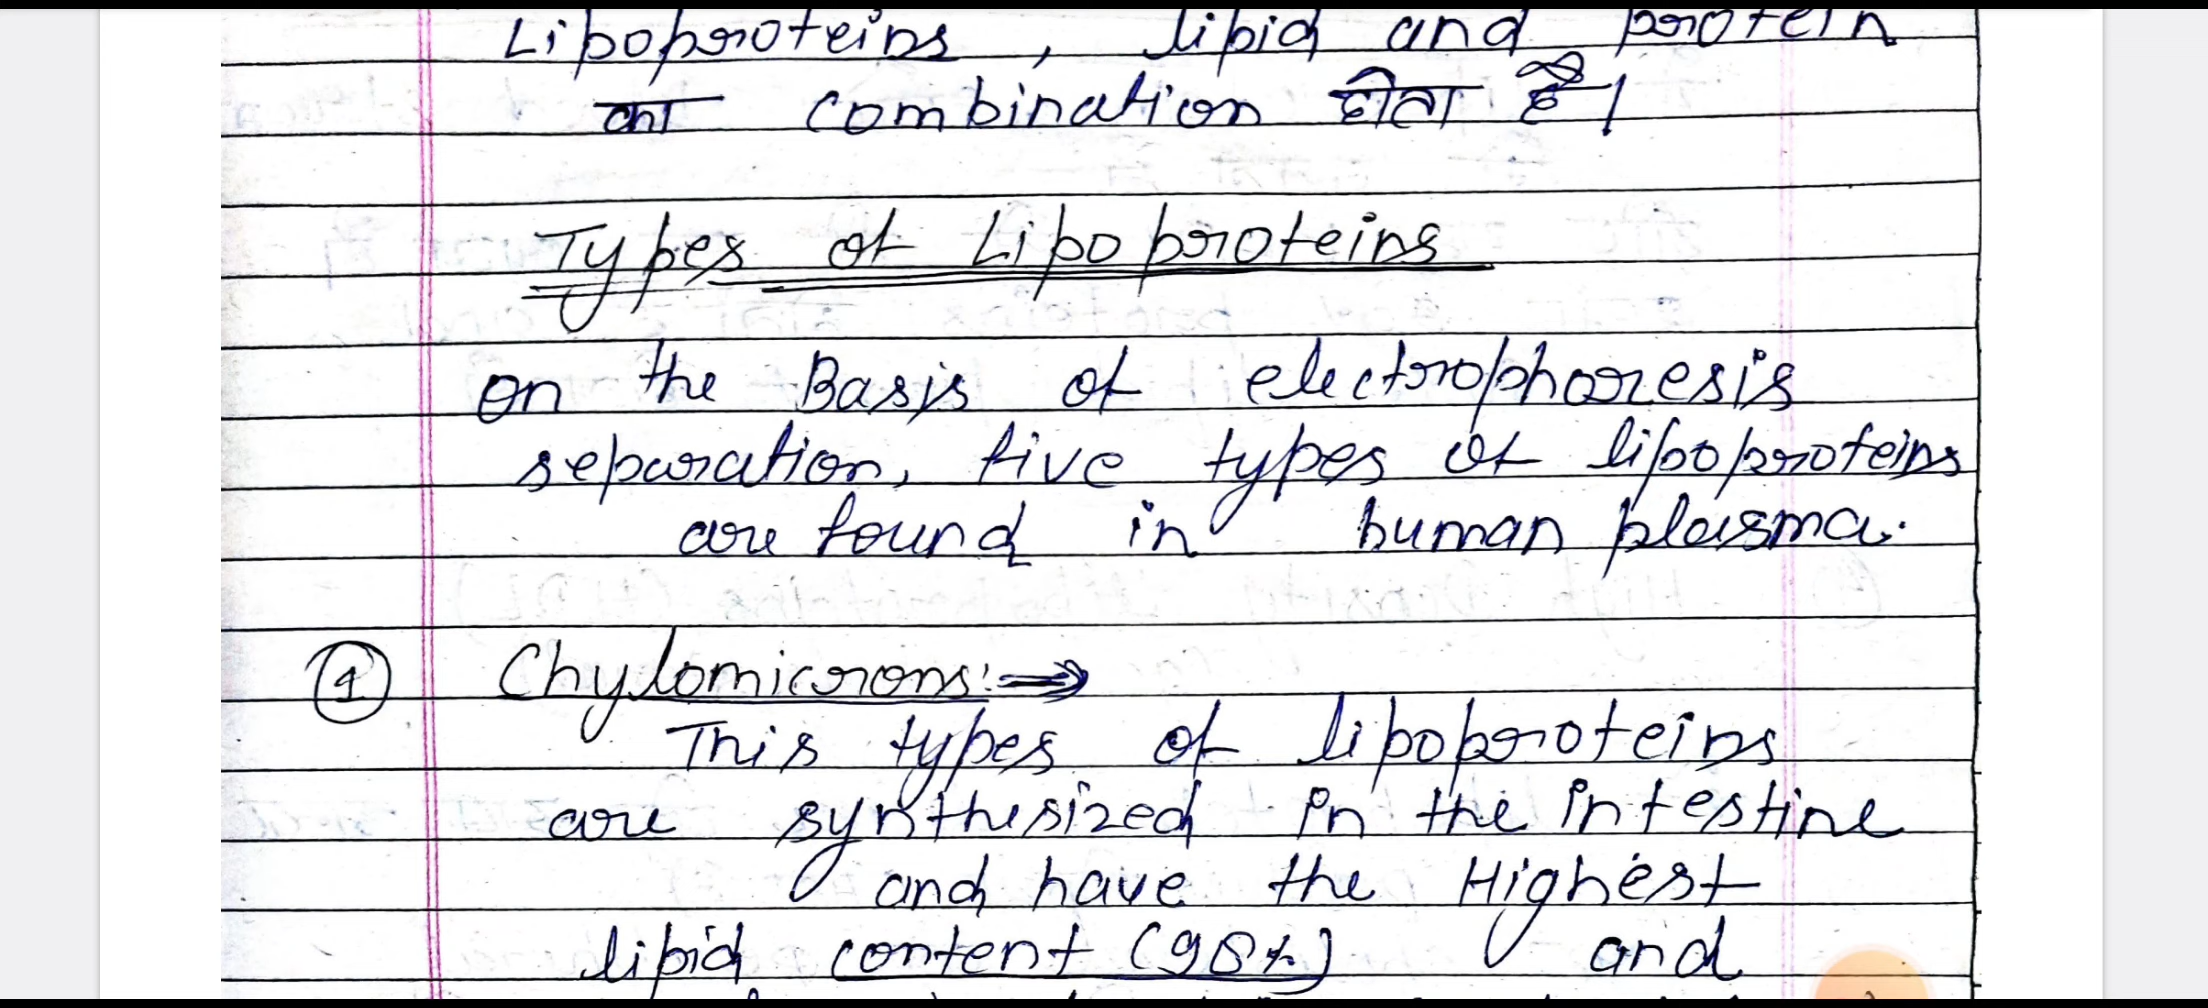 Lipoproteins, lipid and protein
का combination होता है।
Types of Lipoproteins
on the Basis of electrophoresis
separation, five types of lipoproteins
are found in human plasma.
① Chylomicrons:⇒
This types of lipoproteins
are synthesized in the intestine
and have the Highest
lipid content (98%) and